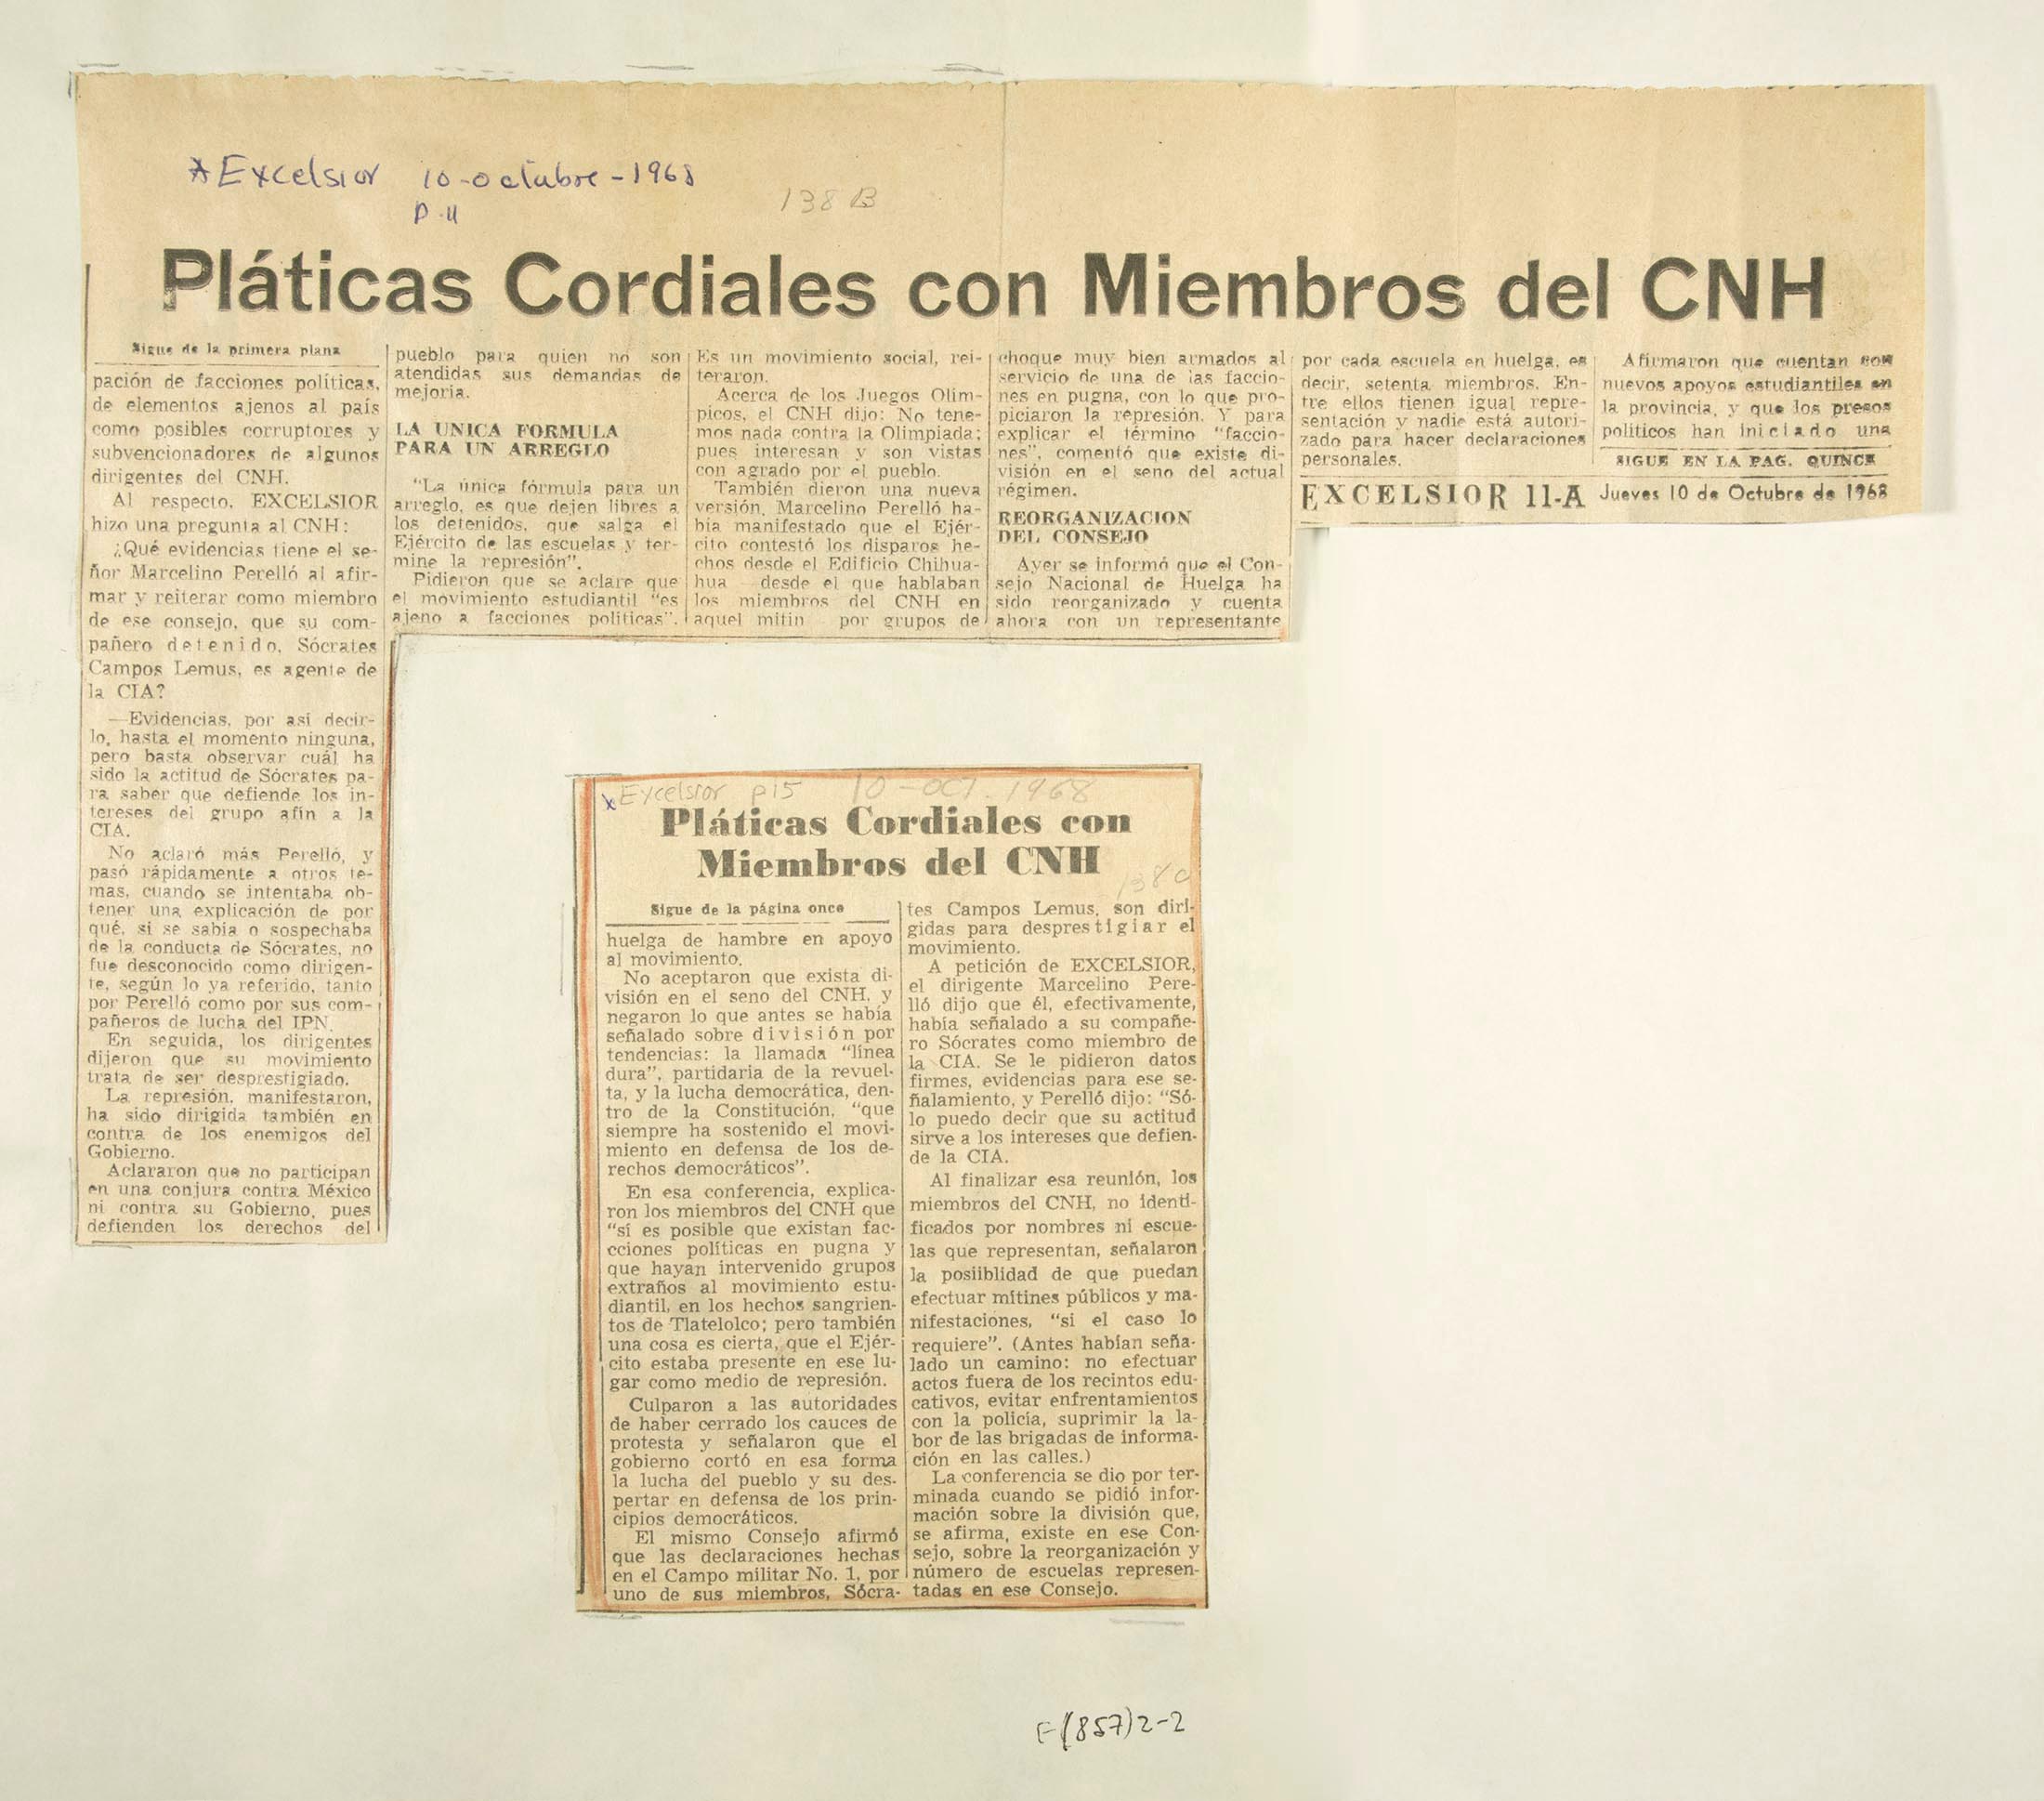 *Excelsior 10-octubre-1968
p.11
138 B
Pláticas Cordiales con Miembros del CNH
Sigue de la primera plana
pación de facciones políticas,
de elementos ajenos al país
como posibles corruptores y
subvencionadores de algunos
dirigentes del CNH.
Al respecto, EXCELSIOR
hizo una pregunta al CNH:
¿Qué evidencias tiene el se-
ñor Marcelino Perelló al afir-
mar y reiterar como miembro
de ese consejo, que su com-
pañero detenido, Sócrates
Campos Lemus, es agente de
la CIA?
—Evidencias, por así decir-
lo, hasta el momento ninguna,
pero basta observar cuál ha
sido la actitud de Sócrates pa-
ra saber que defiende los in-
tereses del grupo afín a la
CIA.
No aclaró más Perelló, y
pasó rápidamente a otros te-
mas, cuando se intentaba ob-
tener una explicación de por
qué, si se sabía o sospechaba
de la conducta de Sócrates, no
fue desconocido como dirigen-
te, según lo ya referido, tanto
por Perelló como por sus com-
pañeros de lucha del IPN.
En seguida, los dirigentes
dijeron que su movimiento
trata de ser desprestigiado.
La represión, manifestaron,
ha sido dirigida también en
contra de los enemigos del
Gobierno.
Aclararon que no participan
en una conjura contra México
ni contra su Gobierno, pues
defienden los derechos del
pueblo para quien no son
atendidas sus demandas de
mejoría.
LA UNICA FORMULA
PARA UN ARREGLO
"La única fórmula para un
arreglo, es que dejen libres a
los detenidos, que salga el
Ejército de las escuelas y ter-
mine la represión".
Pidieron que se aclare que
el movimiento estudiantil "es
ajeno a facciones políticas".
Es un movimiento social, rei-
teraron.
Acerca de los Juegos Olím-
picos, el CNH dijo: No tene-
mos nada contra la Olimpiada;
pues interesan y son vistas
con agrado por el pueblo.
También dieron una nueva
versión. Marcelino Perelló ha-
bía manifestado que el Ejér-
cito contestó los disparos he-
chos desde el Edificio Chihua-
hua desde el que hablaban
los miembros del CNH en
aquel mitin por grupos de
choque muy bien armados al
servicio de una de las faccio-
nes en pugna, con lo que pro-
piciaron la represión. Y para
explicar el término "faccio-
nes", comentó que existe di-
visión en el seno del actual
régimen.
REORGANIZACION
DEL CONSEJO
Ayer se informó que el Con-
sejo Nacional de Huelga ha
sido reorganizado y cuenta
ahora con un representante
por cada escuela en huelga, es
decir, setenta miembros. En-
tre ellos tienen igual repre-
sentación y nadie está autori-
zado para hacer declaraciones
personales.
Afirmaron que cuentan con
nuevos apoyos estudiantiles en
la provincia, y que los presos
políticos han iniciado una
SIGUE EN LA PAG. QUINCE
EXCELSIOR 11-A Jueves 10 de Octubre de 1968
x Excelsior p15 10-OCT.-1968
Pláticas Cordiales con
Miembros del CNH
138 C
Sigue de la página once
huelga de hambre en apoyo
al movimiento.
No aceptaron que exista di-
visión en el seno del CNH, y
negaron lo que antes se había
señalado sobre división por
tendencias: la llamada "línea
dura", partidaria de la revuel-
ta, y la lucha democrática, den-
tro de la Constitución, "que
siempre ha sostenido el movi-
miento en defensa de los de-
rechos democráticos".
En esa conferencia, explica-
ron los miembros del CNH que
"sí es posible que existan fac-
cciones políticas en pugna y
que hayan intervenido grupos
extraños al movimiento estu-
diantil, en los hechos sangrien-
tos de Tlatelolco; pero también
una cosa es cierta, que el Ejér-
cito estaba presente en ese lu-
gar como medio de represión.
Culparon a las autoridades
de haber cerrado los cauces de
protesta y señalaron que el
gobierno cortó en esa forma
la lucha del pueblo y su des-
pertar en defensa de los prin-
cipios democráticos.
El mismo Consejo afirmó
que las declaraciones hechas
en el Campo militar No. 1, por
uno de sus miembros, Sócra-
tes Campos Lemus, son diri-
gidas para desprestigiar el
movimiento.
A petición de EXCELSIOR,
el dirigente Marcelino Pere-
lló dijo que él, efectivamente,
había señalado a su compañe-
ro Sócrates como miembro de
la CIA. Se le pidieron datos
firmes, evidencias para ese se-
ñalamiento, y Perelló dijo: "Só-
lo puedo decir que su actitud
sirve a los intereses que defien-
de la CIA.
Al finalizar esa reunión, los
miembros del CNH, no identi-
ficados por nombres ni escue-
las que representan, señalaron
la posiiblidad de que puedan
efectuar mítines públicos y ma-
nifestaciones, "si el caso lo
requiere". (Antes habían seña-
lado un camino: no efectuar
actos fuera de los recintos edu-
cativos, evitar enfrentamientos
con la policía, suprimir la la-
bor de las brigadas de informa-
ción en las calles.)
La conferencia se dio por ter-
minada cuando se pidió infor-
mación sobre la división que,
se afirma, existe en ese Con-
sejo, sobre la reorganización y
número de escuelas represen-
tadas en ese Consejo.
F(857)2-2